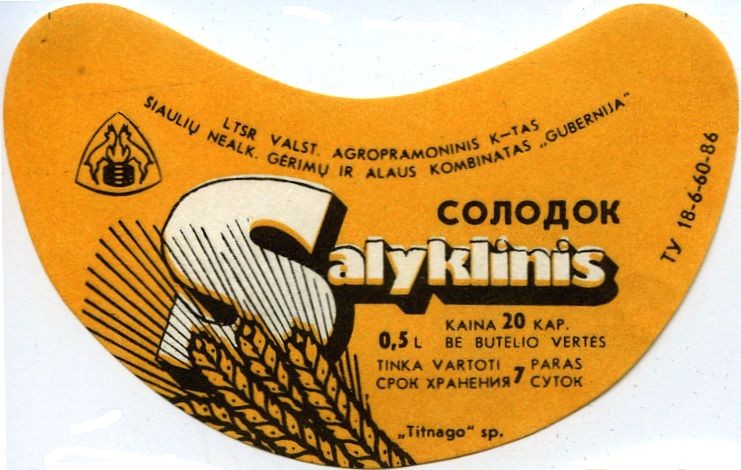 LTSR VALST. AGROPRAMONINIS K–TAS
ŠIAULIŲ NEALK. GĖRIMŲ IR ALAUS KOMBINATAS „GUBERNIJA“
СОЛОДОК
Salyklinis
0,5 L KAINA 20 KAP.
BE BUTELIO VERTĖS
TINKA VARTOTI 7 PARAS
СРОК ХРАНЕНИЯ 7 СУТОК
„Titnago“ sp.
ТУ 18-6-60-86